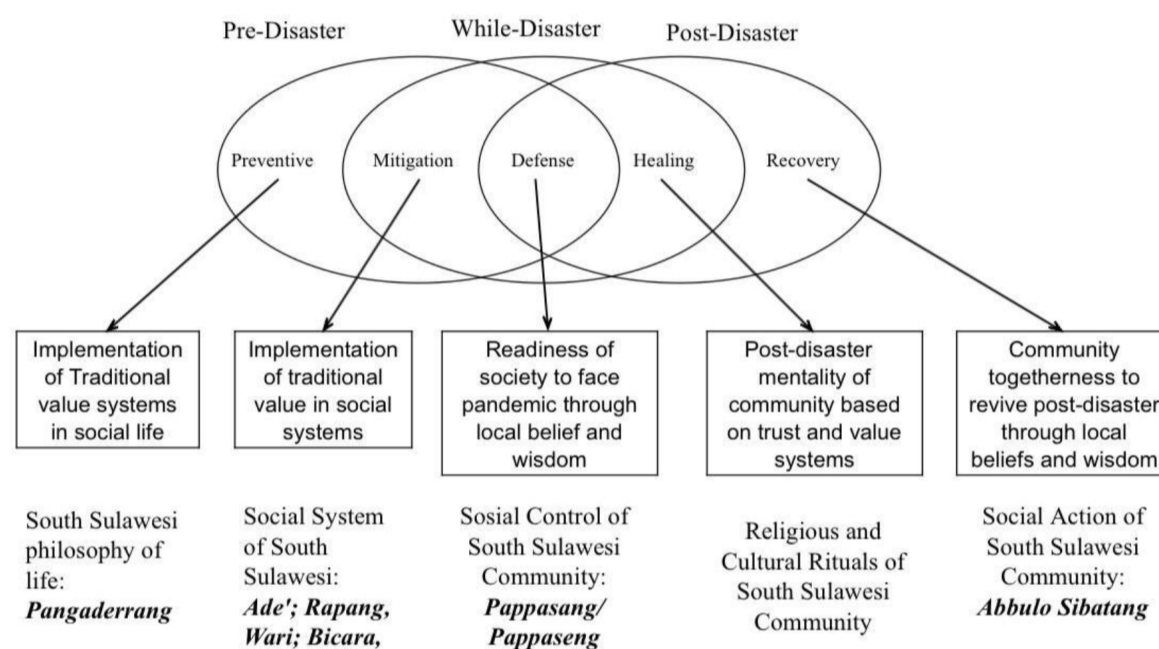 Pre-Disaster
While-Disaster
Post-Disaster
Preventive
Mitigation
Defense
Healing
Recovery
Implementation
of Traditional
value systems
in social life
Implementation
of traditional
value in social
systems
Readiness of
society to face
pandemic through
local belief and
wisdom
Post-disaster
mentality of
community based
on trust and value
systems
Community
togetherness to
revive post-disaster
through local
beliefs and wisdom
South Sulawesi
philosophy of
life:
Pangaderrang
Social System
of South
Sulawesi:
Ade'; Rapang,
Wari; Bicara,
Sosial Control of
South Sulawesi
Community:
Pappasang/
Pappaseng
Religious and
Cultural Rituals of
South Sulawesi
Community
Social Action of
South Sulawesi
Community:
Abbulo Sibatang